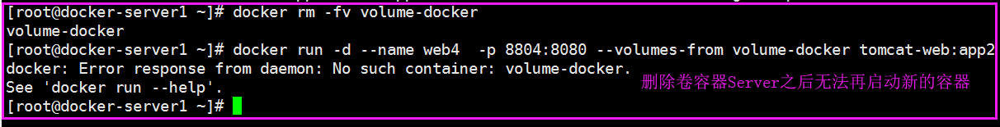 [root@docker-server1 ~]# docker rm -fv volume-docker
volume-docker
[root@docker-server1 ~]# docker run -d --name web4  -p 8804:8080 --volumes-from volume-docker tomcat-web:app2
docker: Error response from daemon: No such container: volume-docker.
See 'docker run --help'.
删除卷容器Server之后无法再启动新的容器
[root@docker-server1 ~]#